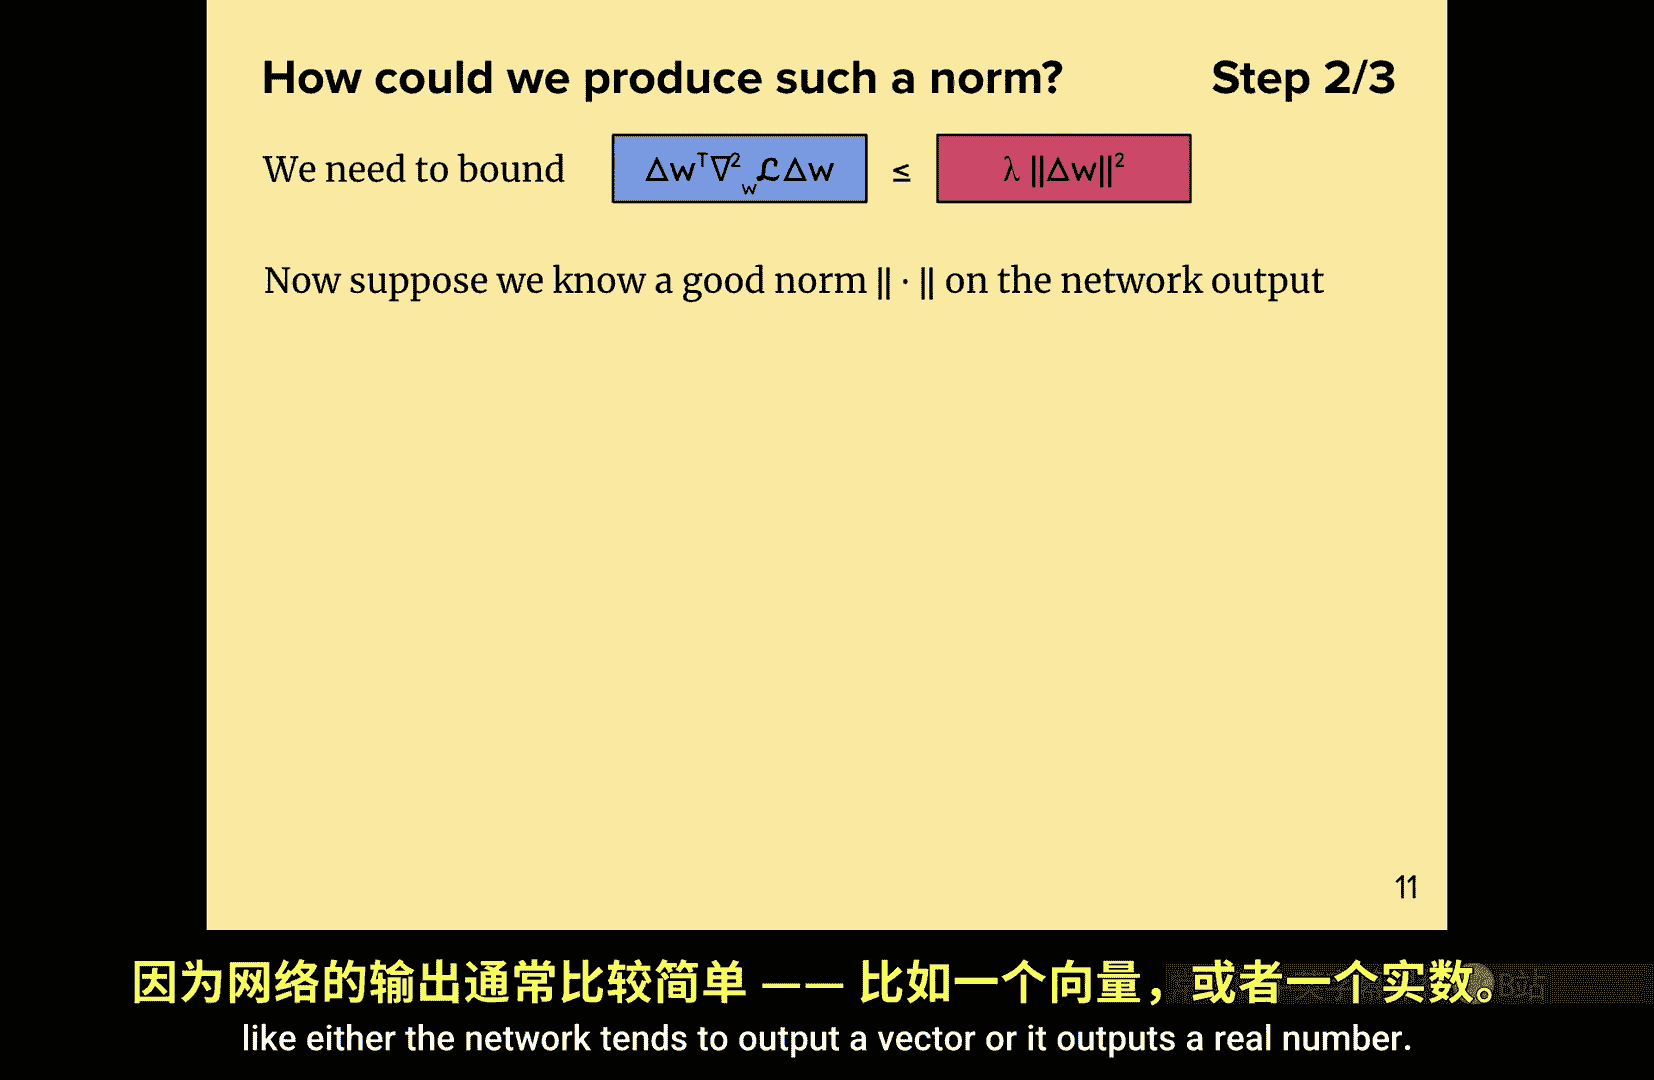 How could we produce such a norm? Step 2/3
We need to bound Δwᵀ∇²_wℒΔw ≤ λ ||Δw||²
Now suppose we know a good norm || · || on the network output
11
因为网络的输出通常比较简单 —— 比如一个向量，或者一个实数。
B站
like either the network tends to output a vector or it outputs a real number.